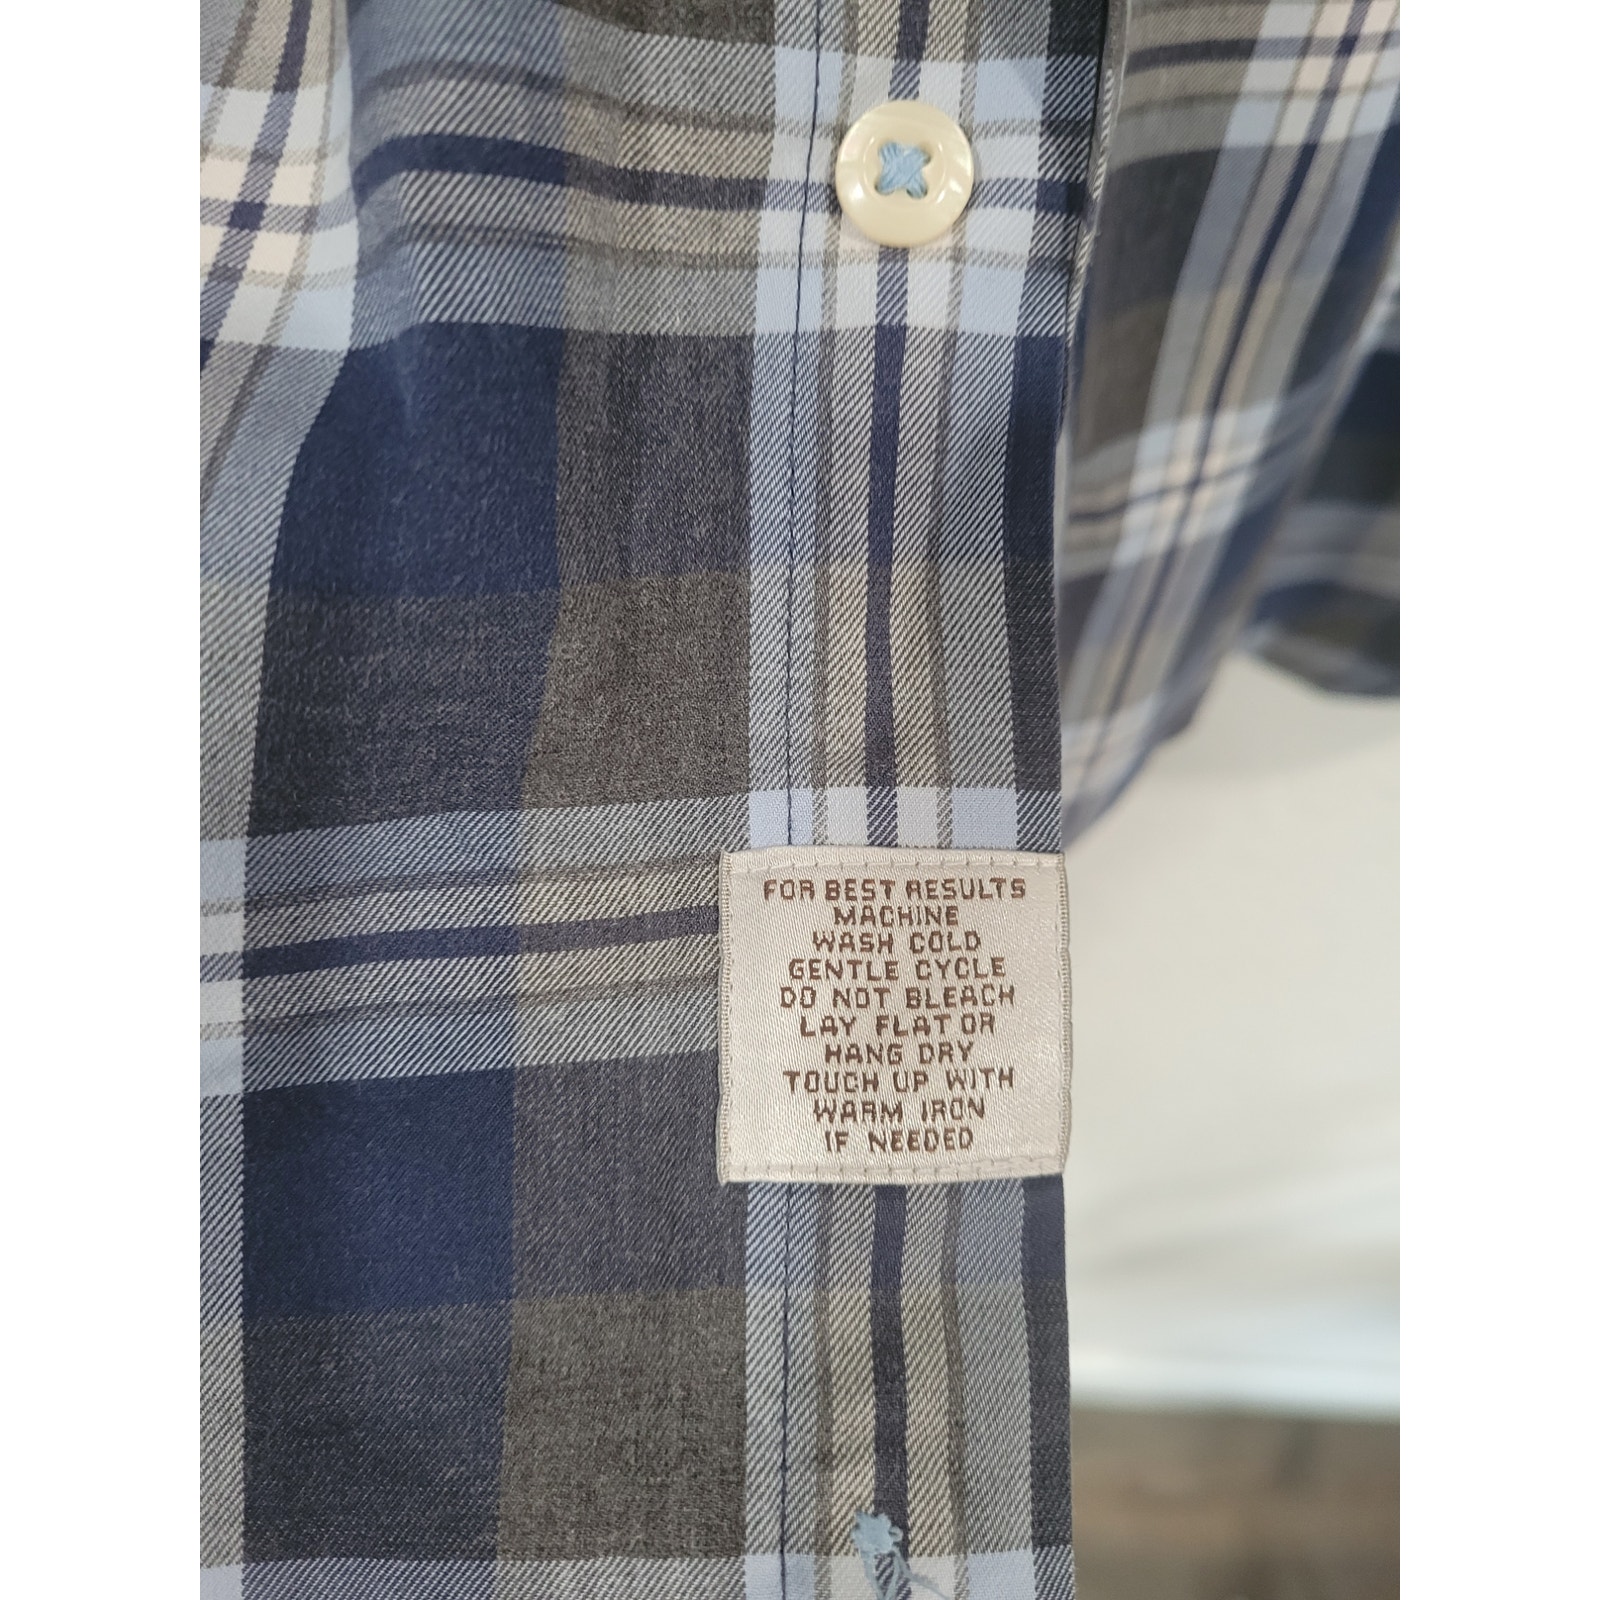 FOR BEST RESULTS
MACHINE
WASH COLD
GENTLE CYCLE
DO NOT BLEACH
LAY FLAT OR
HANG DRY
TOUCH UP WITH
WARM IRON
IF NEEDED